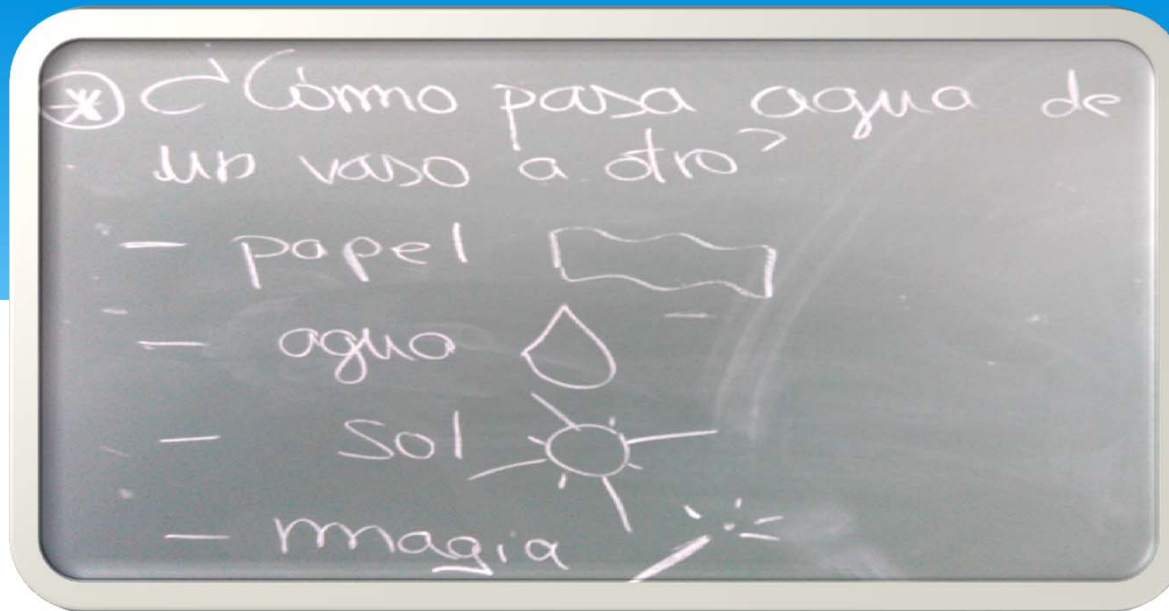 * ¿Cómo pasa agua de
un vaso a otro?
- papel
- agua
- sol
- magia